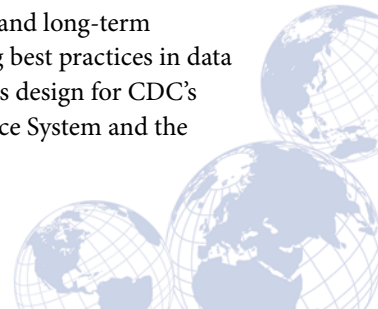 and long-term
best practices in data
s design for CDC’s
ce System and the